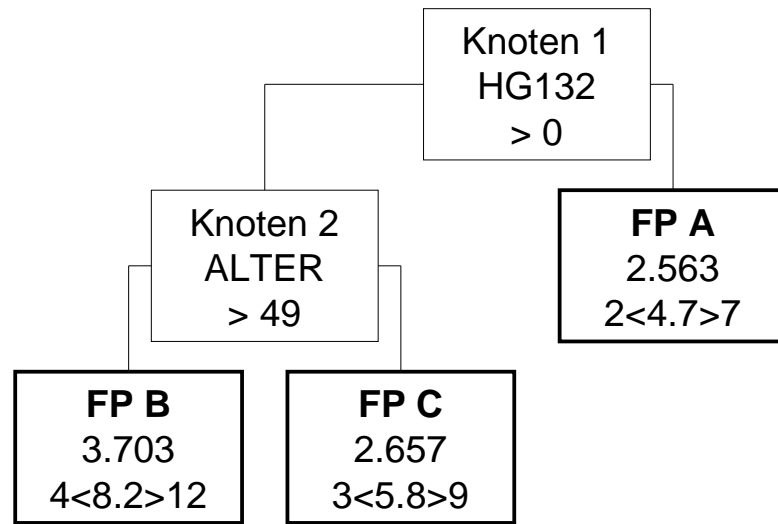 Knoten 1
HG132
> 0
Knoten 2
ALTER
> 49
FP A
2.563
2<4.7>7
FP B
3.703
4<8.2>12
FP C
2.657
3<5.8>9